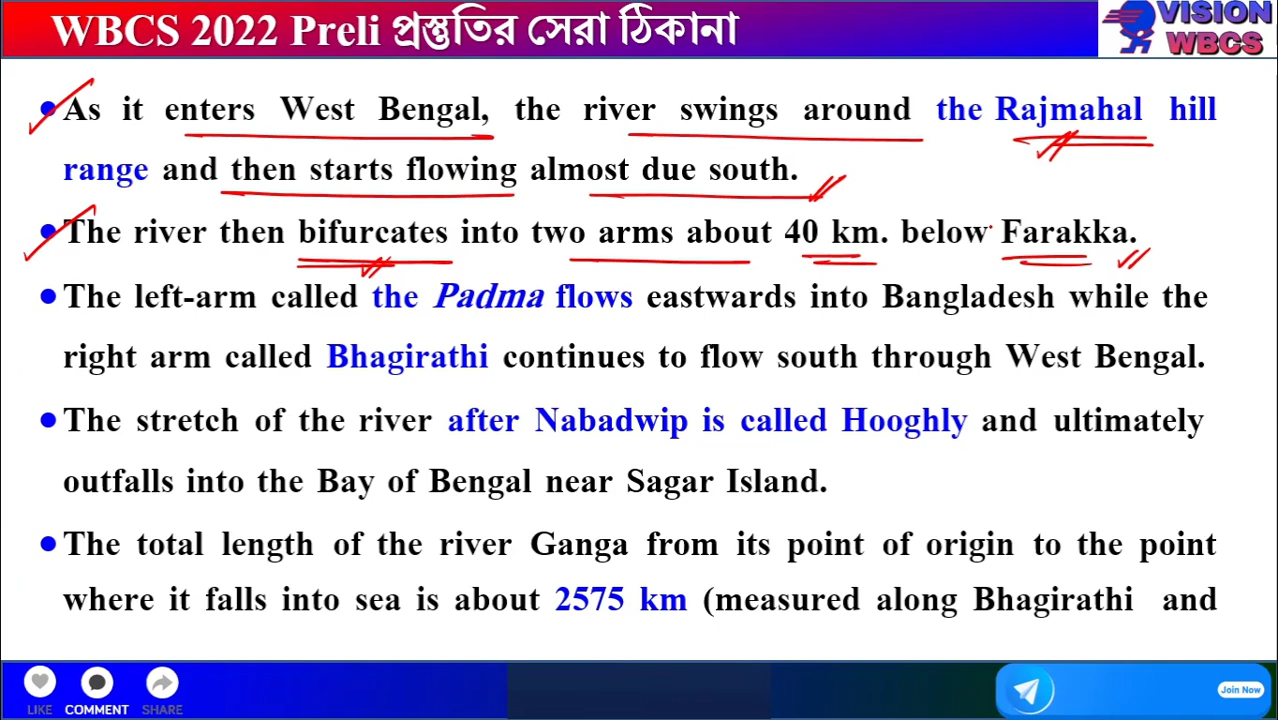 WBCS 2022 Preli প্রস্তুতির সেরা ঠিকানা
VISION
WBCS
• As it enters West Bengal, the river swings around the Rajmahal hill
range and then starts flowing almost due south.
• The river then bifurcates into two arms about 40 km. below Farakka.
• The left-arm called the Padma flows eastwards into Bangladesh while the
right arm called Bhagirathi continues to flow south through West Bengal.
• The stretch of the river after Nabadwip is called Hooghly and ultimately
outfalls into the Bay of Bengal near Sagar Island.
• The total length of the river Ganga from its point of origin to the point
where it falls into sea is about 2575 km (measured along Bhagirathi and
LIKE COMMENT SHARE
Join Now